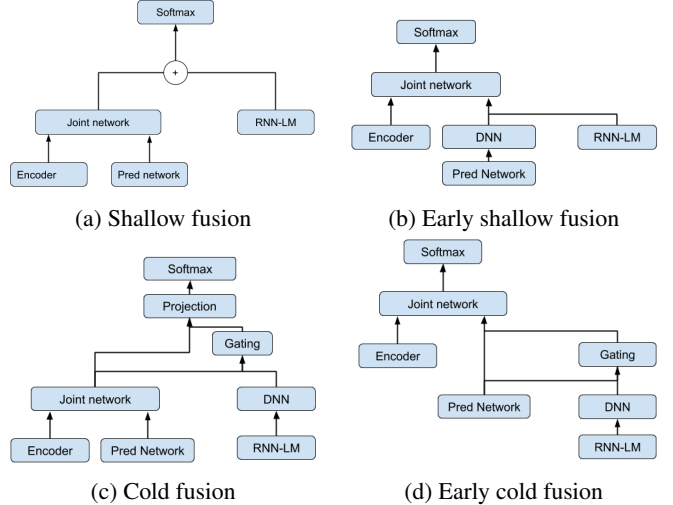 Softmax
+
Joint network
RNN-LM
Encoder
Pred network
(a) Shallow fusion
Softmax
Joint network
Encoder
DNN
RNN-LM
Pred Network
(b) Early shallow fusion
Softmax
Projection
Gating
Joint network
DNN
Encoder
Pred Network
RNN-LM
(c) Cold fusion
Softmax
Joint network
Encoder
Gating
Pred Network
DNN
RNN-LM
(d) Early cold fusion